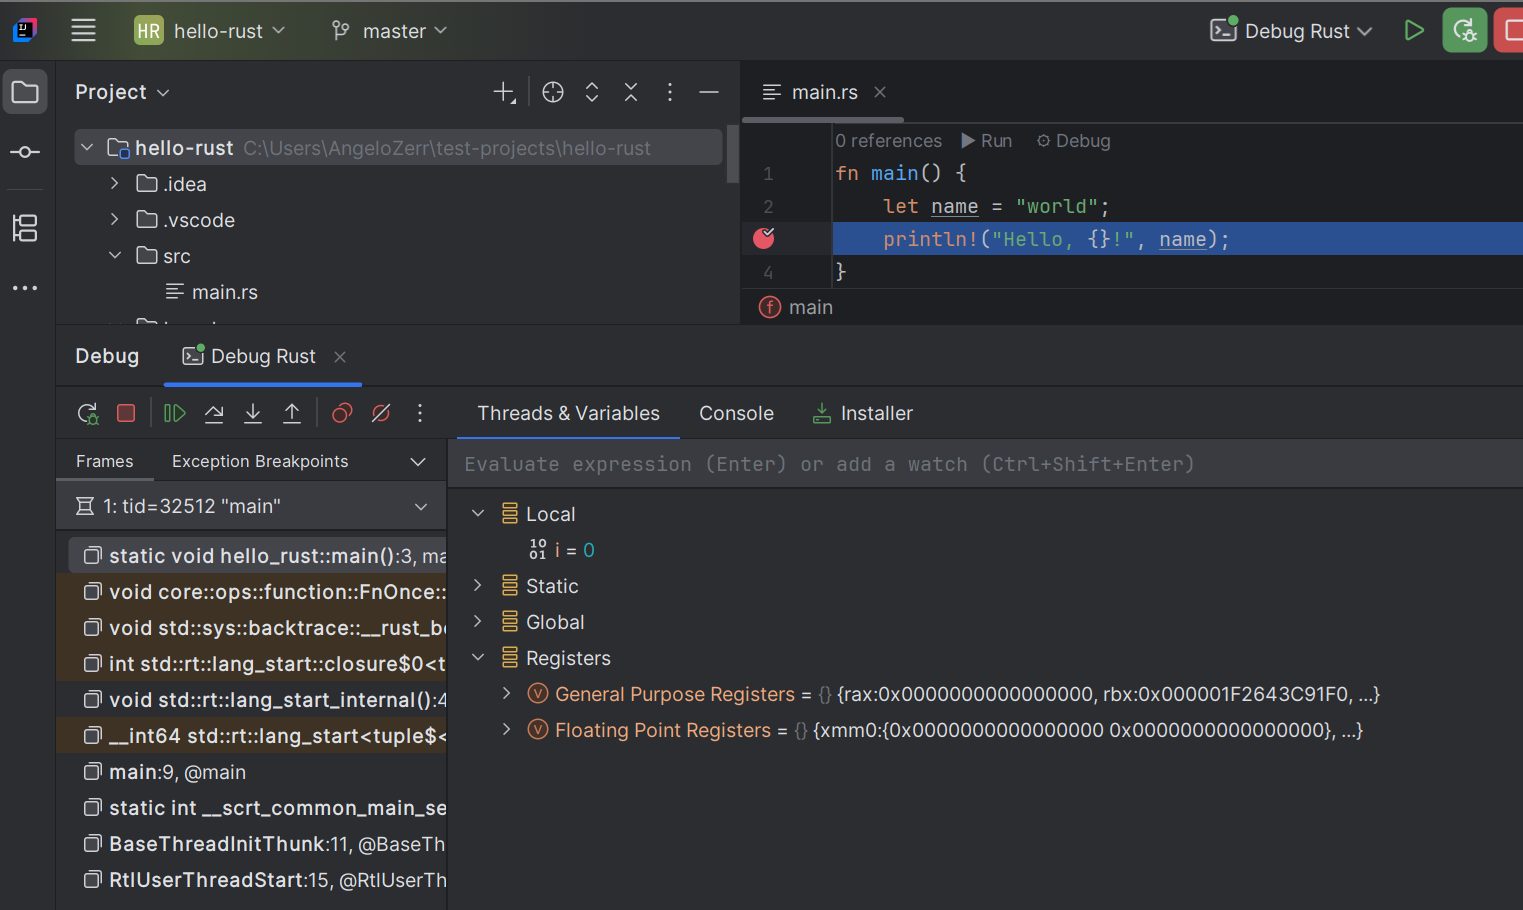 HR hello-rust master Debug Rust
Project
main.rs
hello-rust C:\Users\AngeloZerr\test-projects\hello-rust
.idea
.vscode
src
main.rs
0 references Run Debug
1 fn main() {
2 let name = "world";
println!("Hello, {}!", name);
4 }
main
Debug Debug Rust
Threads & Variables Console Installer
Frames Exception Breakpoints
1: tid=32512 "main"
static void hello_rust::main():3, ma
void core::ops::function::FnOnce::
void std::sys::backtrace::__rust_b
int std::rt::lang_start::closure$0<t
void std::rt::lang_start_internal():4
__int64 std::rt::lang_start<tuple$<
main:9, @main
static int __scrt_common_main_se
BaseThreadInitThunk:11, @BaseTh
RtlUserThreadStart:15, @RtlUserTh
Evaluate expression (Enter) or add a watch (Ctrl+Shift+Enter)
Local
i = 0
Static
Global
Registers
General Purpose Registers = {} {rax:0x0000000000000000, rbx:0x000001F2643C91F0, ...}
Floating Point Registers = {} {xmm0:{0x0000000000000000 0x0000000000000000}, ...}